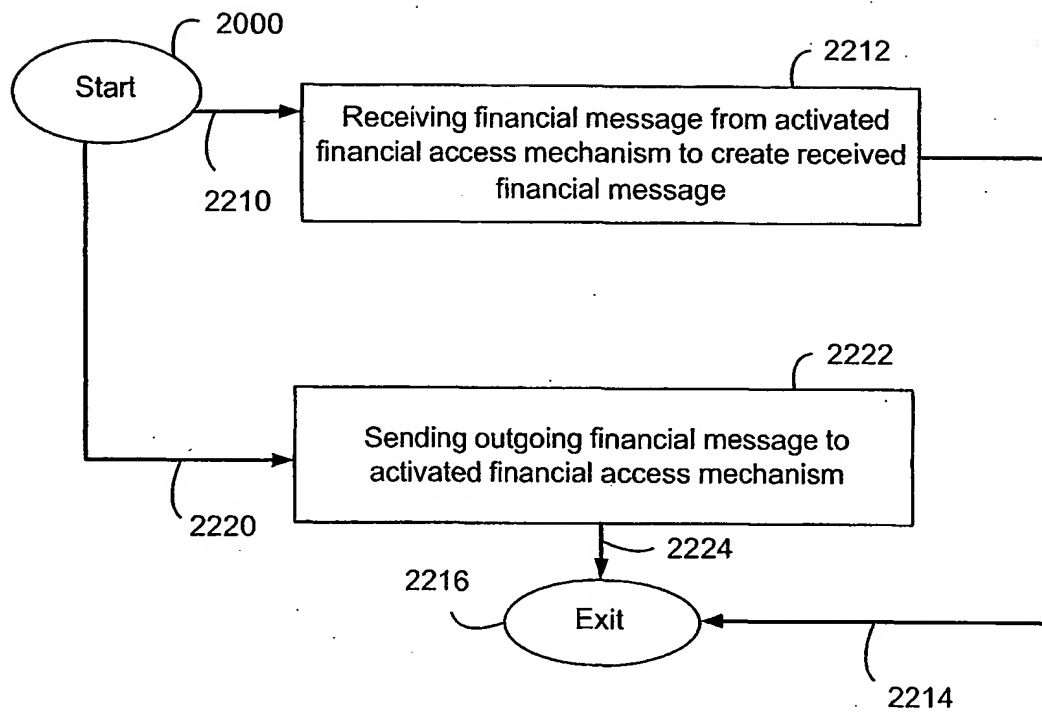 2000
Start
2212
Receiving financial message from activated
financial access mechanism to create received
financial message
2210
2222
Sending outgoing financial message to
activated financial access mechanism
2220
2224
2216
Exit
2214